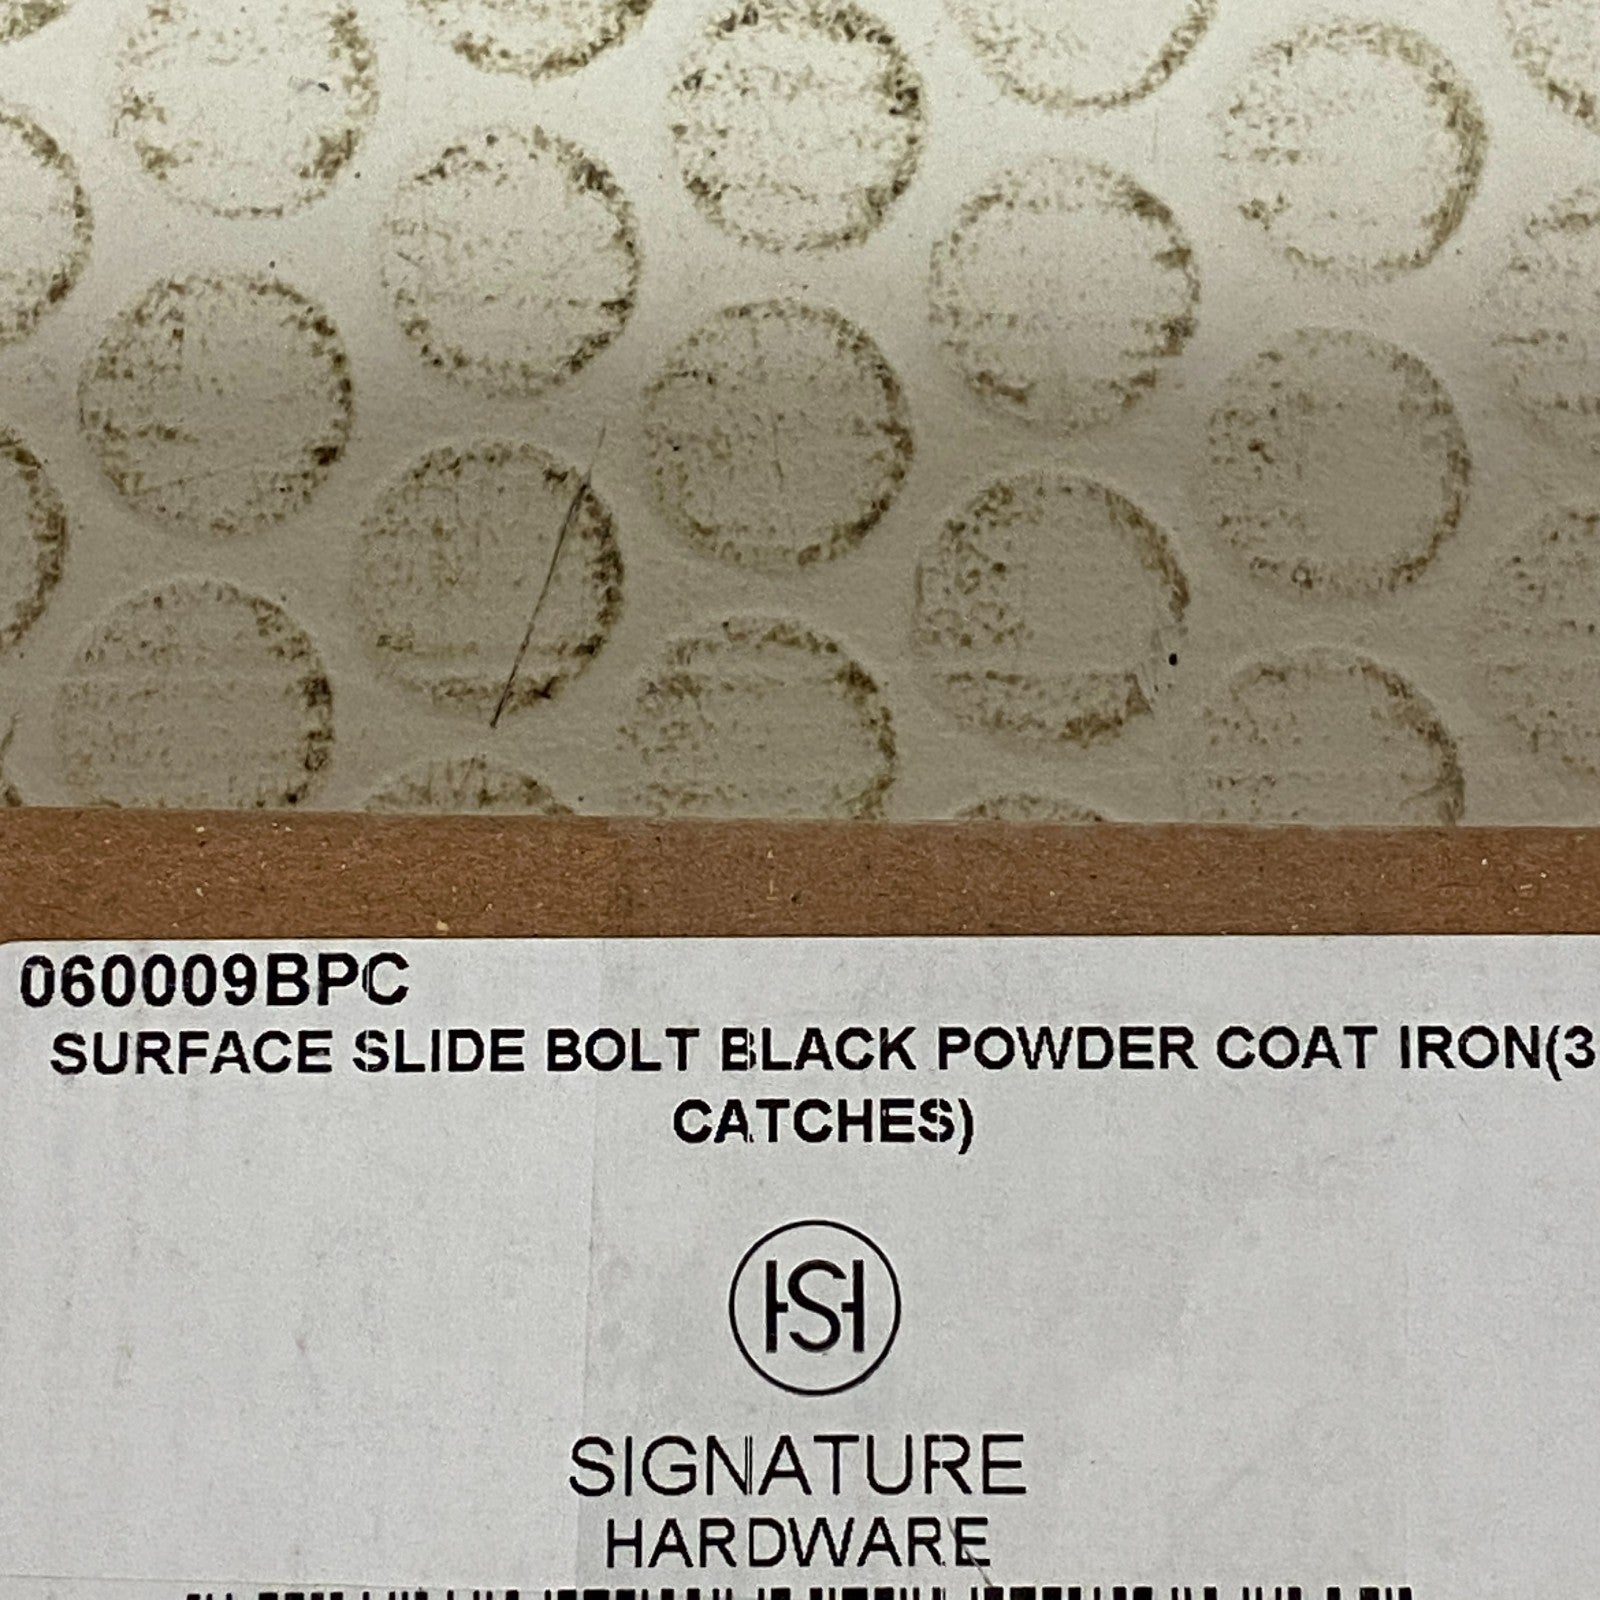 060009BPC
SURFACE SLIDE BOLT BLACK POWDER COAT IRON(3
CATCHES)
HSH
SIGNATURE
HARDWARE